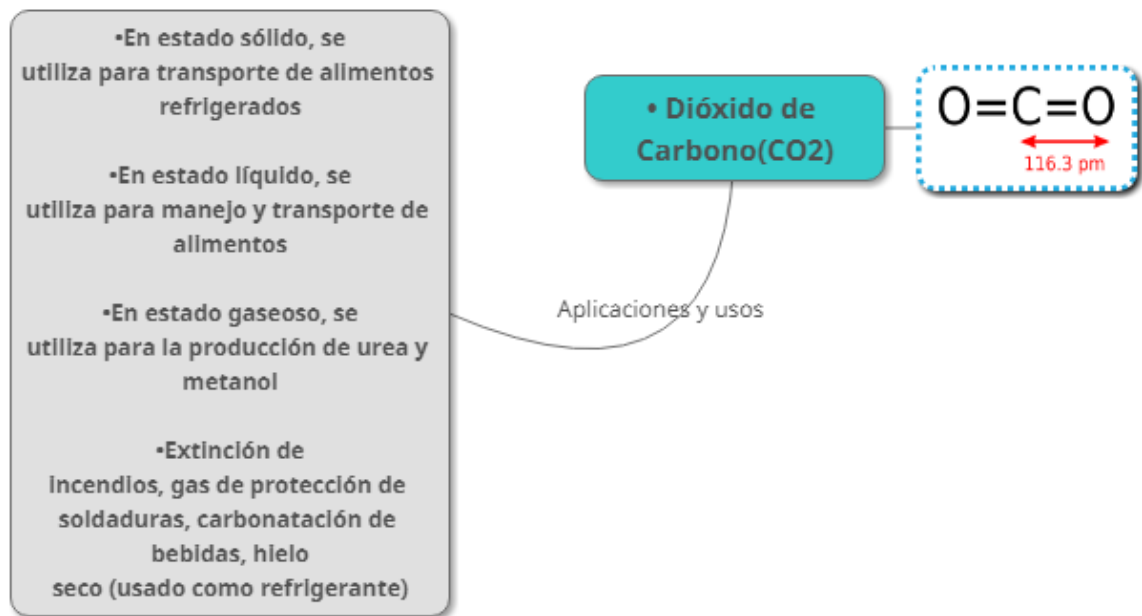 •En estado sólido, se
utiliza para transporte de alimentos
refrigerados
•En estado líquido, se
utiliza para manejo y transporte de
alimentos
•En estado gaseoso, se
utiliza para la producción de urea y
metanol
•Extinción de
incendios, gas de protección de
soldaduras, carbonatación de
bebidas, hielo
seco (usado como refrigerante)
• Dióxido de
Carbono(CO2)
O=C=O
116.3 pm
Aplicaciones y usos